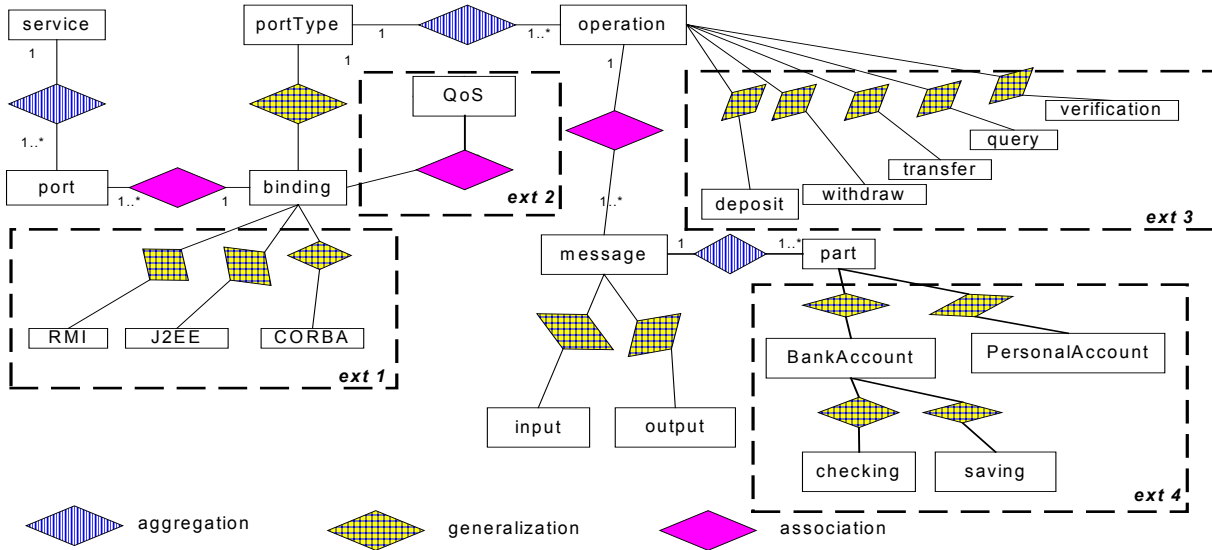 service
portType
operation
1
1
1..*
1
1
1
QoS
verification
query
transfer
withdraw
deposit
ext 3
1..*
port
1..*
1
binding
ext 2
1..*
message
1
1..*
part
RMI
J2EE
CORBA
ext 1
BankAccount
PersonalAccount
input
output
checking
saving
ext 4
aggregation
generalization
association